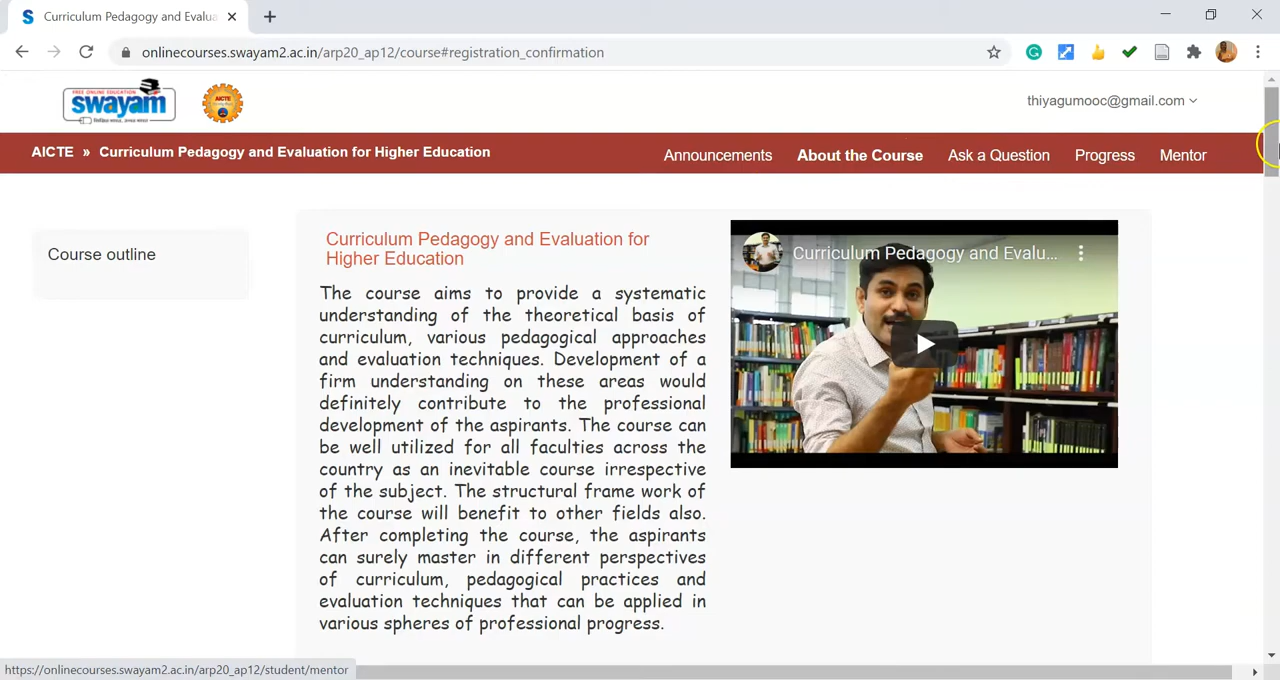 Curriculum Pedagogy and Evalua
onlinecourses.swayam2.ac.in/arp20_ap12/course#registration_confirmation
FREE ONLINE EDUCATION
swayam
AICTE
thiyagumooc@gmail.com
AICTE » Curriculum Pedagogy and Evaluation for Higher Education
Announcements About the Course Ask a Question Progress Mentor
Course outline
Curriculum Pedagogy and Evaluation for
Higher Education
The course aims to provide a systematic
understanding of the theoretical basis of
curriculum, various pedagogical approaches
and evaluation techniques. Development of a
firm understanding on these areas would
definitely contribute to the professional
development of the aspirants. The course can
be well utilized for all faculties across the
country as an inevitable course irrespective
of the subject. The structural frame work of
the course will benefit to other fields also.
After completing the course, the aspirants
can surely master in different perspectives
of curriculum, pedagogical practices and
evaluation techniques that can be applied in
various spheres of professional progress.
Curriculum Pedagogy and Evalu...
https://onlinecourses.swayam2.ac.in/arp20_ap12/student/mentor